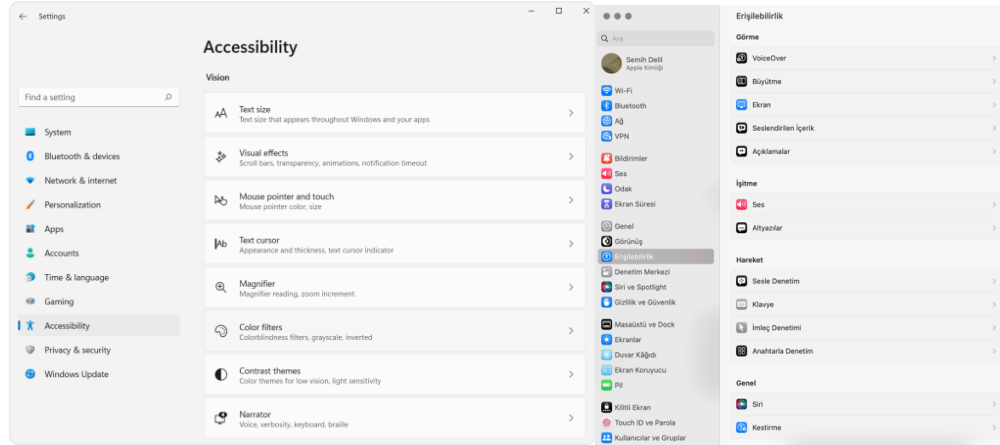 Settings
Accessibility
Vision
Find a setting
System
Bluetooth & devices
Network & internet
Personalization
Apps
Accounts
Time & language
Gaming
Accessibility
Privacy & security
Windows Update
Text size
Text size that appears throughout Windows and your apps
Visual effects
Scroll bars, transparency, animations, notification timeout
Mouse pointer and touch
Mouse pointer color, size
Text cursor
Appearance and thickness, text cursor indicator
Magnifier
Magnifier reading, zoom increment
Color filters
Colorblindness filters, grayscale, inverted
Contrast themes
Color themes for low vision, light sensitivity
Narrator
Voice, verbosity, keyboard, braille
Ara
Semih Delil
Apple Kimliği
Wi-Fi
Bluetooth
Ağ
VPN
Bildirimler
Ses
Odak
Ekran Süresi
Genel
Görünüş
Erişilebilirlik
Denetim Merkezi
Siri ve Spotlight
Gizlilik ve Güvenlik
Masaüstü ve Dock
Ekranlar
Duvar Kâğıdı
Ekran Koruyucu
Pil
Kilitli Ekran
Touch ID ve Parola
Kullanıcılar ve Gruplar
Erişilebilirlik
Görme
VoiceOver
Büyütme
Ekran
Seslendirilen İçerik
Açıklamalar
İşitme
Ses
Altyazılar
Hareket
Sesle Denetim
Klavye
İmleç Denetimi
Anahtarla Denetim
Genel
Siri
Kestirme